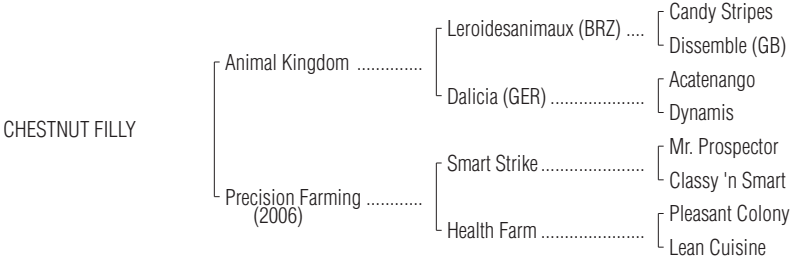 Candy Stripes
Leroidesanimaux (BRZ) ....
Dissemble (GB)
Animal Kingdom ..............
Acatenango
Dalicia (GER) .....................
Dynamis
CHESTNUT FILLY
Mr. Prospector
Smart Strike.......................
Classy 'n Smart
Precision Farming ............
(2006)
Pleasant Colony
Health Farm .......................
Lean Cuisine